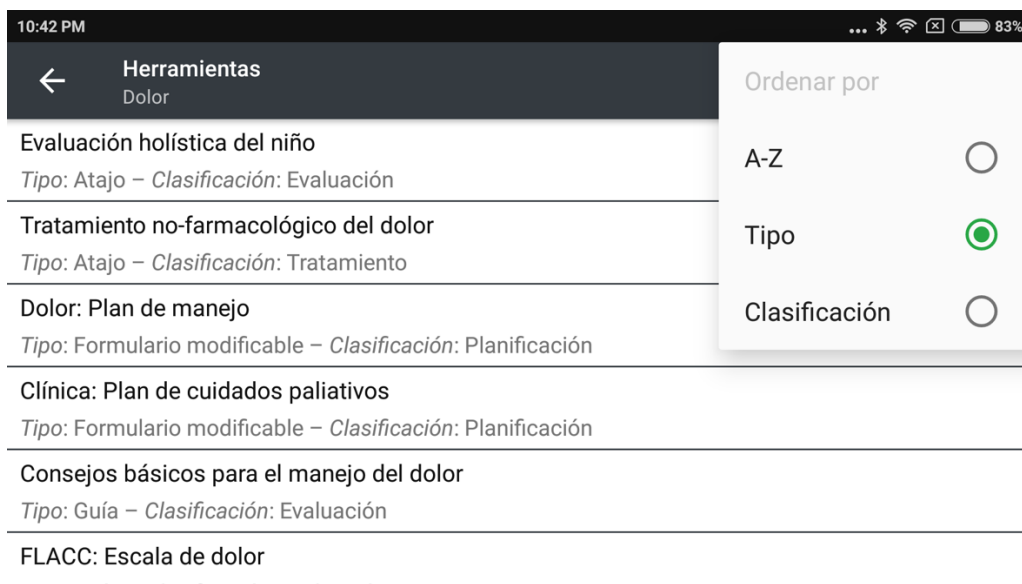 10:42 PM
83%
Herramientas
Dolor
Ordenar por
A-Z
Tipo
Clasificación
Evaluación holística del niño
Tipo: Atajo – Clasificación: Evaluación
Tratamiento no-farmacológico del dolor
Tipo: Atajo – Clasificación: Tratamiento
Dolor: Plan de manejo
Tipo: Formulario modificable – Clasificación: Planificación
Clínica: Plan de cuidados paliativos
Tipo: Formulario modificable – Clasificación: Planificación
Consejos básicos para el manejo del dolor
Tipo: Guía – Clasificación: Evaluación
FLACC: Escala de dolor